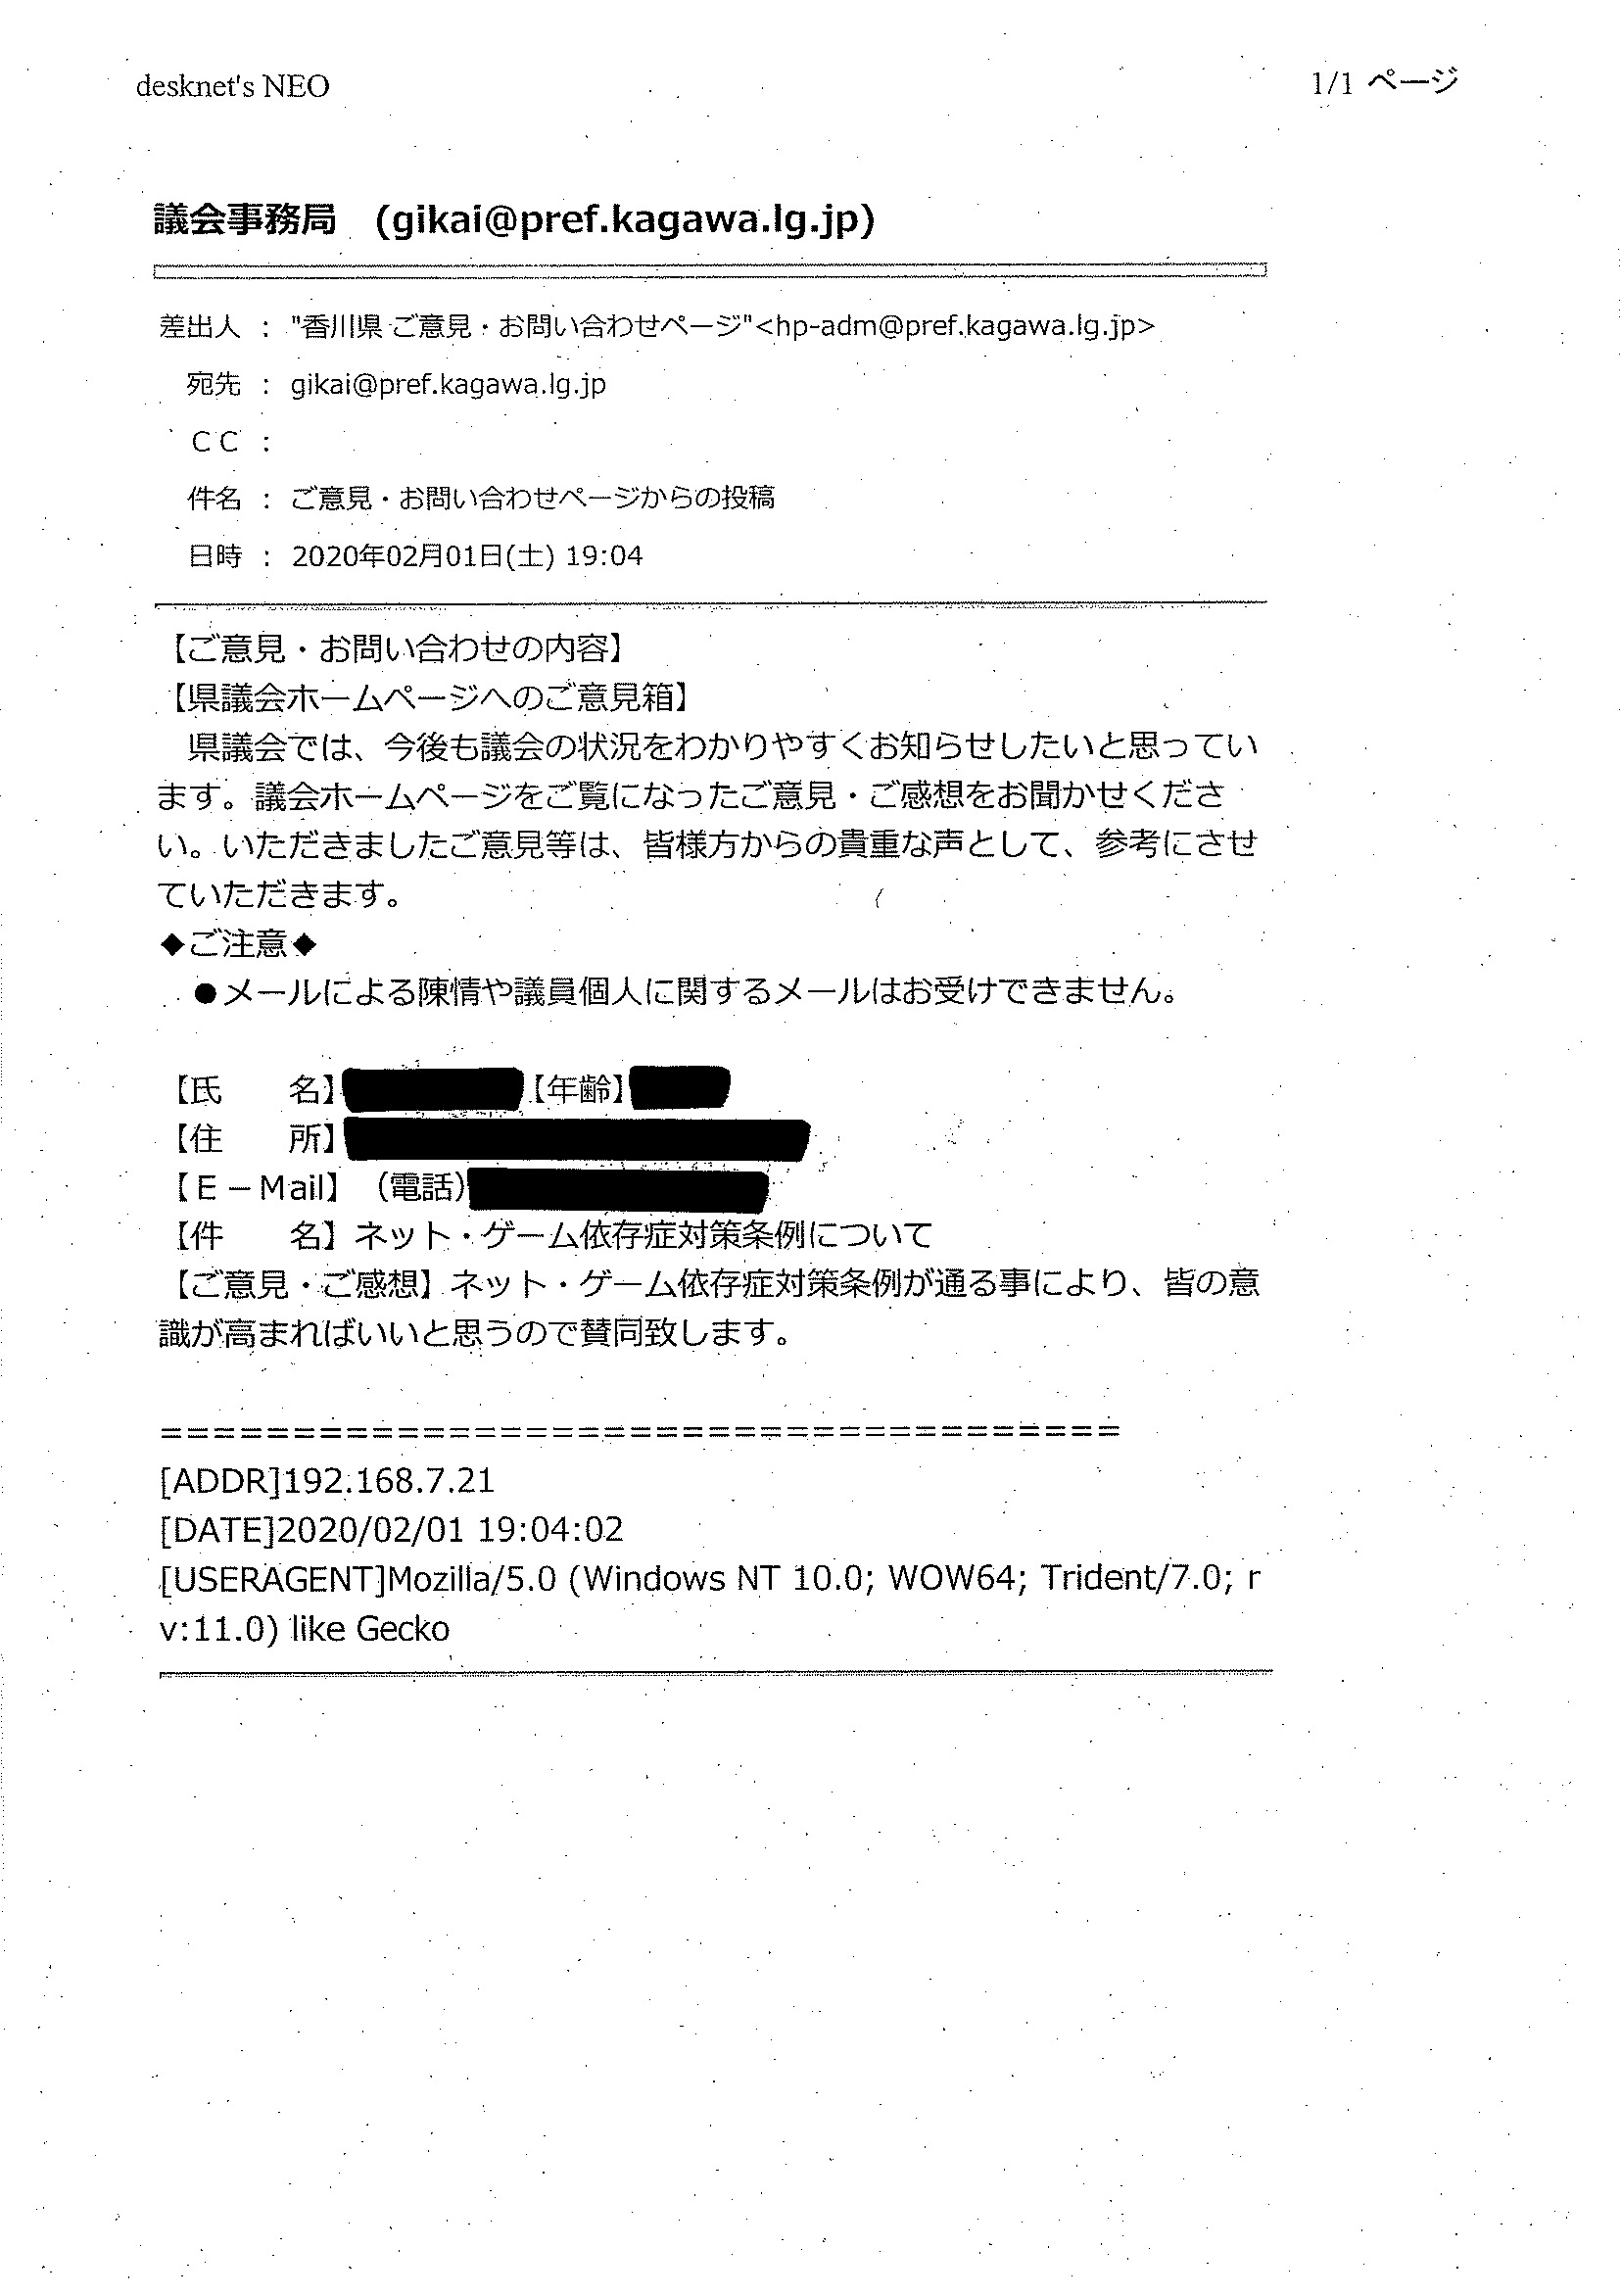 desknet's NEO
1/1 ページ
議会事務局 (gikai@pref.kagawa.lg.jp)
差出人 : "香川県 ご意見・お問い合わせページ"<hp-adm@pref.kagawa.lg.jp>
宛先 : gikai@pref.kagawa.lg.jp
CC :
件名 : ご意見・お問い合わせページからの投稿
日時 : 2020年02月01日(土) 19:04
【ご意見・お問い合わせの内容】
【県議会ホームページへのご意見箱】
県議会では、今後も議会の状況をわかりやすくお知らせしたいと思ってい
ます。議会ホームページをご覧になったご意見・ご感想をお聞かせくださ
い。いただきましたご意見等は、皆様方からの貴重な声として、参考にさせ
ていただきます。
◆ご注意◆
●メールによる陳情や議員個人に関するメールはお受けできません。
【氏　　名】【年齢】
【住　　所】
【E－Mail】（電話）
【件　　名】ネット・ゲーム依存症対策条例について
【ご意見・ご感想】ネット・ゲーム依存症対策条例が通る事により、皆の意
識が高まればいいと思うので賛同致します。
=====================================
[ADDR]192.168.7.21
[DATE]2020/02/01 19:04:02
[USERAGENT]Mozilla/5.0 (Windows NT 10.0; WOW64; Trident/7.0; r
v:11.0) like Gecko